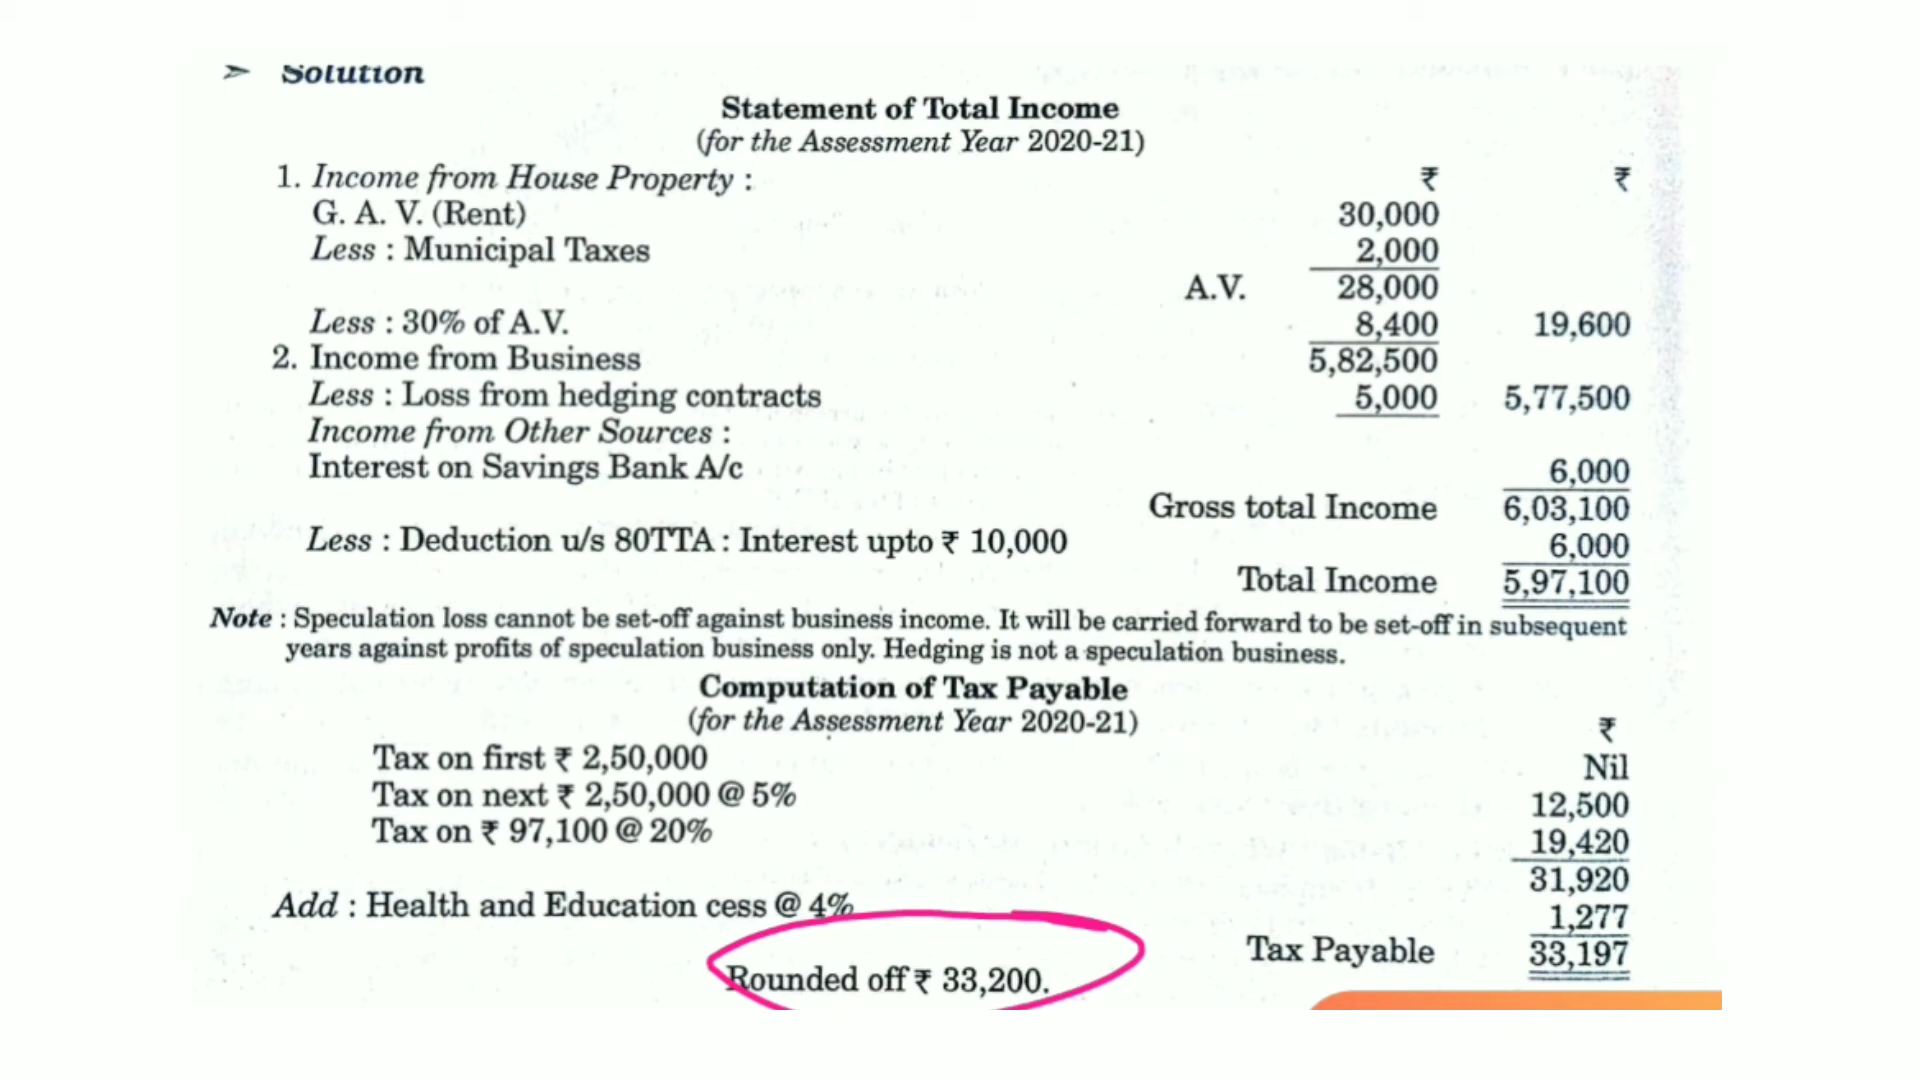 ➢ Solution
Statement of Total Income
(for the Assessment Year 2020-21)
1. Income from House Property : ₹ ₹
G. A. V. (Rent) 30,000
Less : Municipal Taxes 2,000
A.V. 28,000
Less : 30% of A.V. 8,400 19,600
2. Income from Business 5,82,500
Less : Loss from hedging contracts 5,000 5,77,500
Income from Other Sources :
Interest on Savings Bank A/c 6,000
Gross total Income 6,03,100
Less : Deduction u/s 80TTA : Interest upto ₹ 10,000 6,000
Total Income 5,97,100
Note : Speculation loss cannot be set-off against business income. It will be carried forward to be set-off in subsequent
years against profits of speculation business only. Hedging is not a speculation business.
Computation of Tax Payable
(for the Assessment Year 2020-21)
₹
Tax on first ₹ 2,50,000 Nil
Tax on next ₹ 2,50,000 @ 5% 12,500
Tax on ₹ 97,100 @ 20% 19,420
31,920
Add : Health and Education cess @ 4% 1,277
Tax Payable 33,197
Rounded off ₹ 33,200.